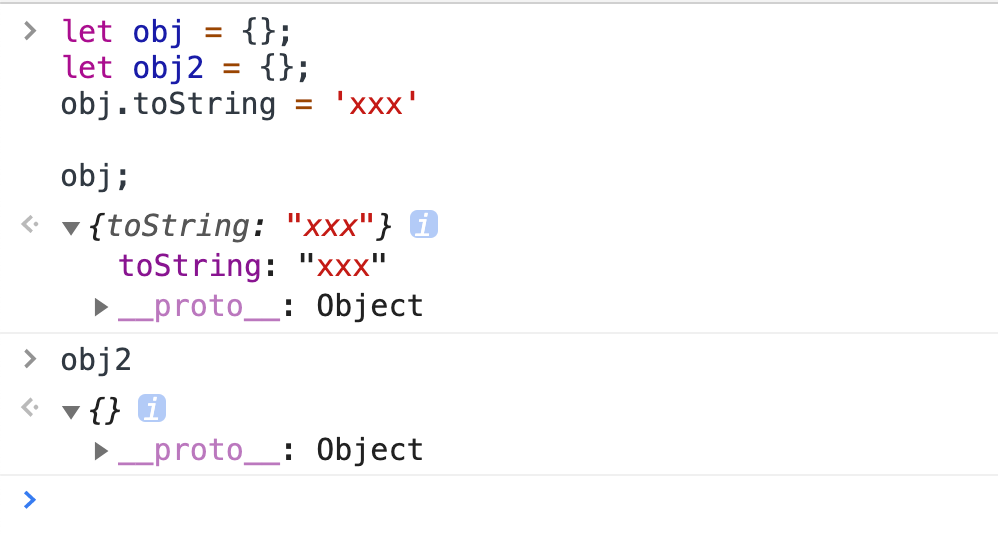 let obj = {};
let obj2 = {};
obj.toString = 'xxx'
obj;
{toString: "xxx"} i
toString: "xxx"
__proto__: Object
obj2
{} i
__proto__: Object